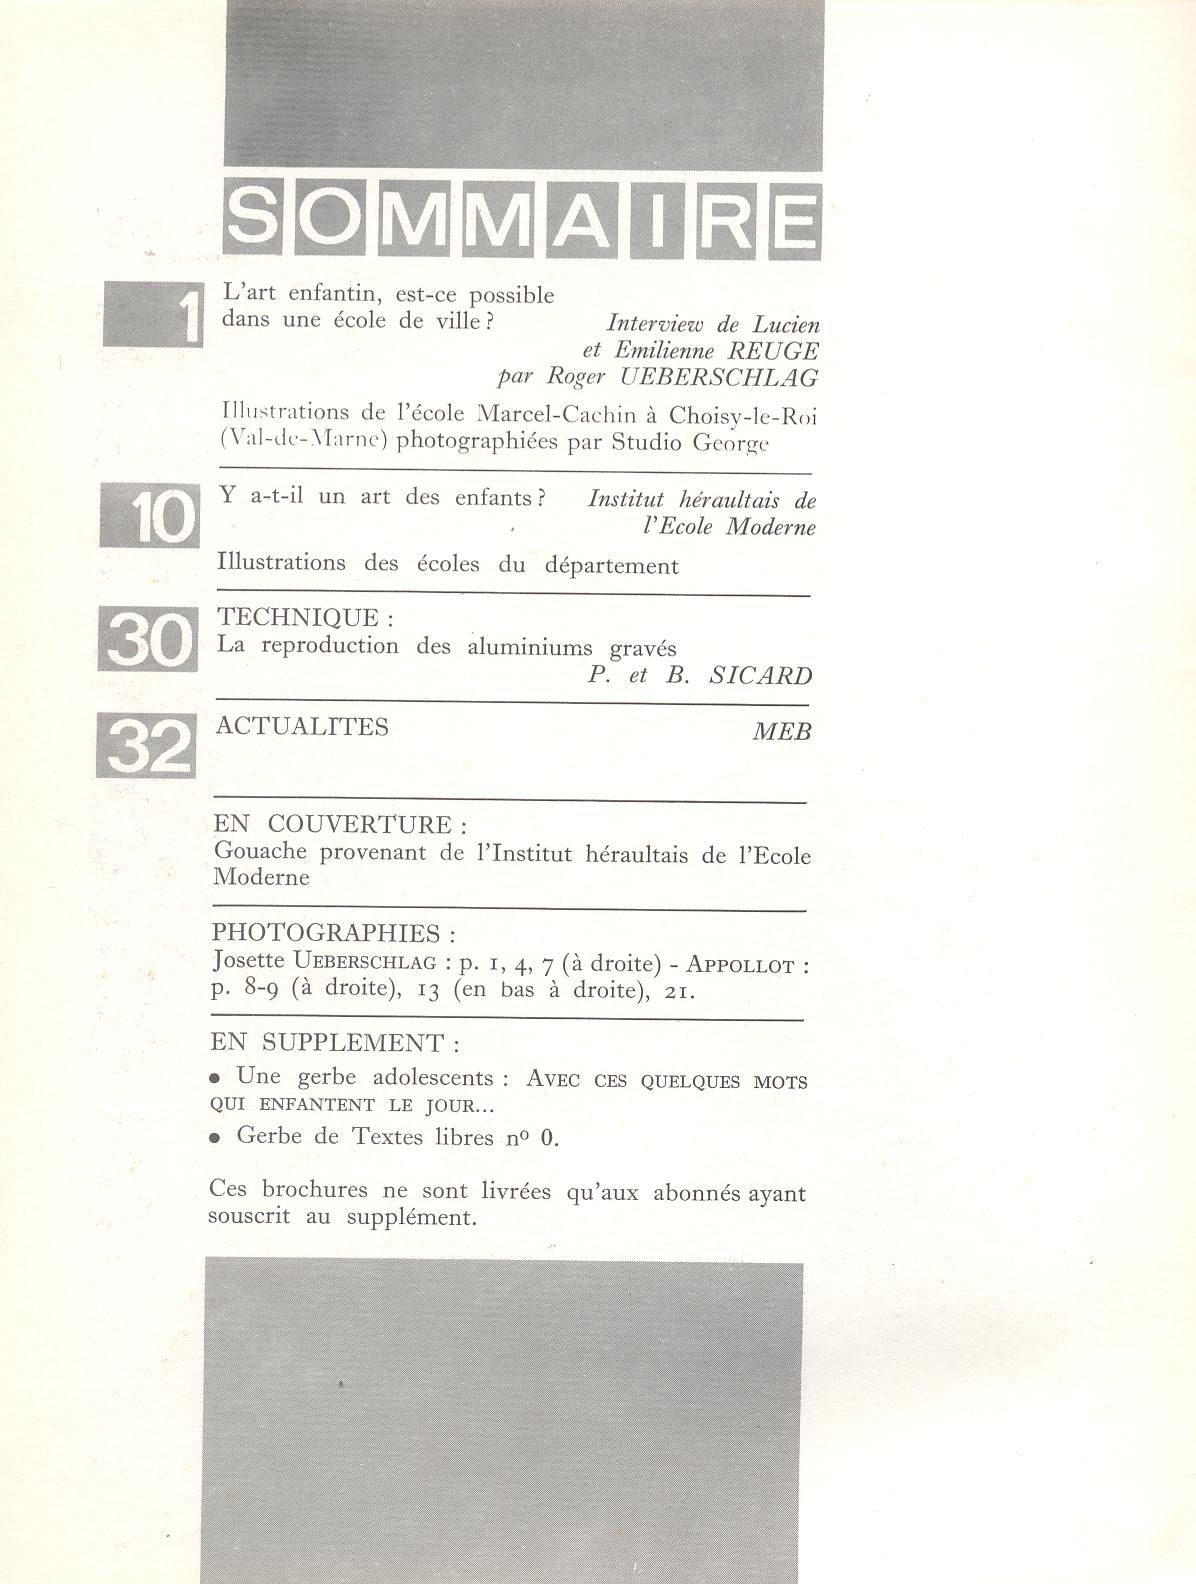 SOMMAIRE
1
L'art enfantin, est-ce possible
dans une école de ville ?
Interview de Lucien
et Emilienne REUGE
par Roger UEBERSCHLAG
Illustrations de l'école Marcel-Cachin à Choisy-le-Roi
(Val-de-Marne) photographiées par Studio George
10
Y a-t-il un art des enfants ? Institut héraultais de
l'Ecole Moderne
Illustrations des écoles du département
30
TECHNIQUE :
La reproduction des aluminiums gravés
P. et B. SICARD
32
ACTUALITES MEB
EN COUVERTURE :
Gouache provenant de l'Institut héraultais de l'Ecole
Moderne
PHOTOGRAPHIES :
Josette UEBERSCHLAG : p. 1, 4, 7 (à droite) - APPOLLOT :
p. 8-9 (à droite), 13 (en bas à droite), 21.
EN SUPPLEMENT :
● Une gerbe adolescents : AVEC CES QUELQUES MOTS
QUI ENFANTENT LE JOUR...
● Gerbe de Textes libres nº 0.
Ces brochures ne sont livrées qu'aux abonnés ayant
souscrit au supplément.